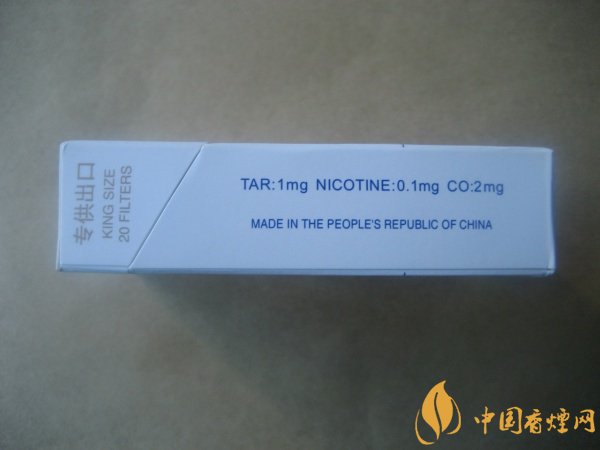 专供出口
KING SIZE
20 FILTERS
TAR:1mg NICOTINE:0.1mg CO:2mg
MADE IN THE PEOPLE'S REPUBLIC OF CHINA
中国香烟网